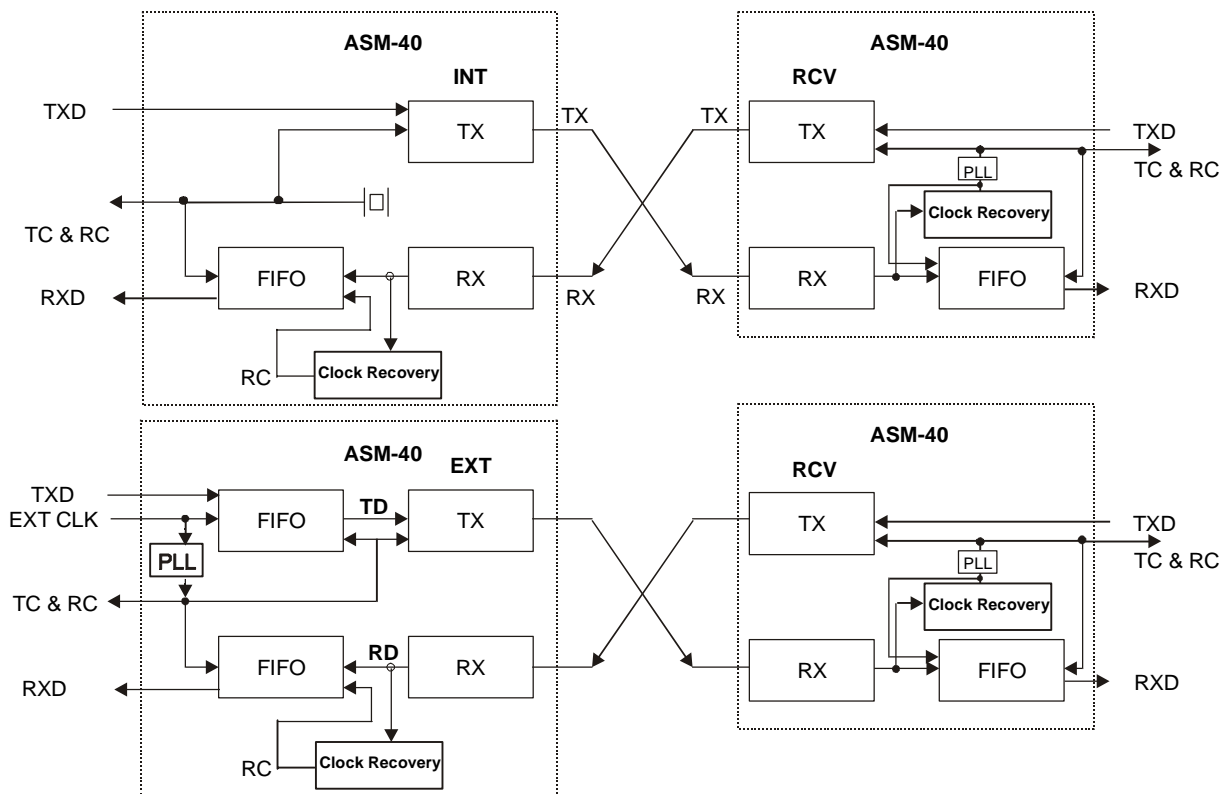 ASM-40
INT
TXD
TX
TX
TC & RC
FIFO
RX
RX
RXD
RC
Clock Recovery
ASM-40
RCV
TX
TX
TXD
PLL
TC & RC
Clock Recovery
RX
RX
FIFO
RXD
ASM-40
EXT
TXD
EXT CLK
FIFO
TD
TX
PLL
TC & RC
FIFO
RD
RX
RXD
RC
Clock Recovery
ASM-40
RCV
TX
TXD
PLL
TC & RC
Clock Recovery
RX
FIFO
RXD